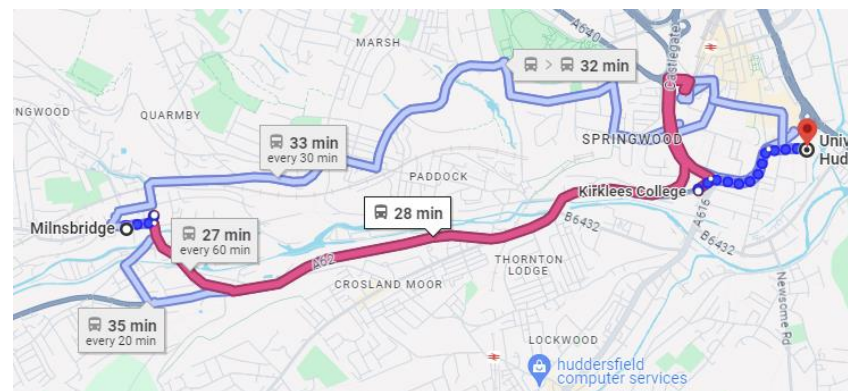 MARSH
A640
Castlegate
32 min
NGWOOD
QUARMBY
33 min
every 30 min
SPRINGWOOD
Univ
Hud
PADDOCK
Kirklees College
28 min
A616
Milnsbridge
27 min
every 60 min
B6432
B6432
A62
THORNTON
LODGE
CROSLAND MOOR
Newsome Rd
35 min
every 20 min
LOCKWOOD
huddersfield
computer services